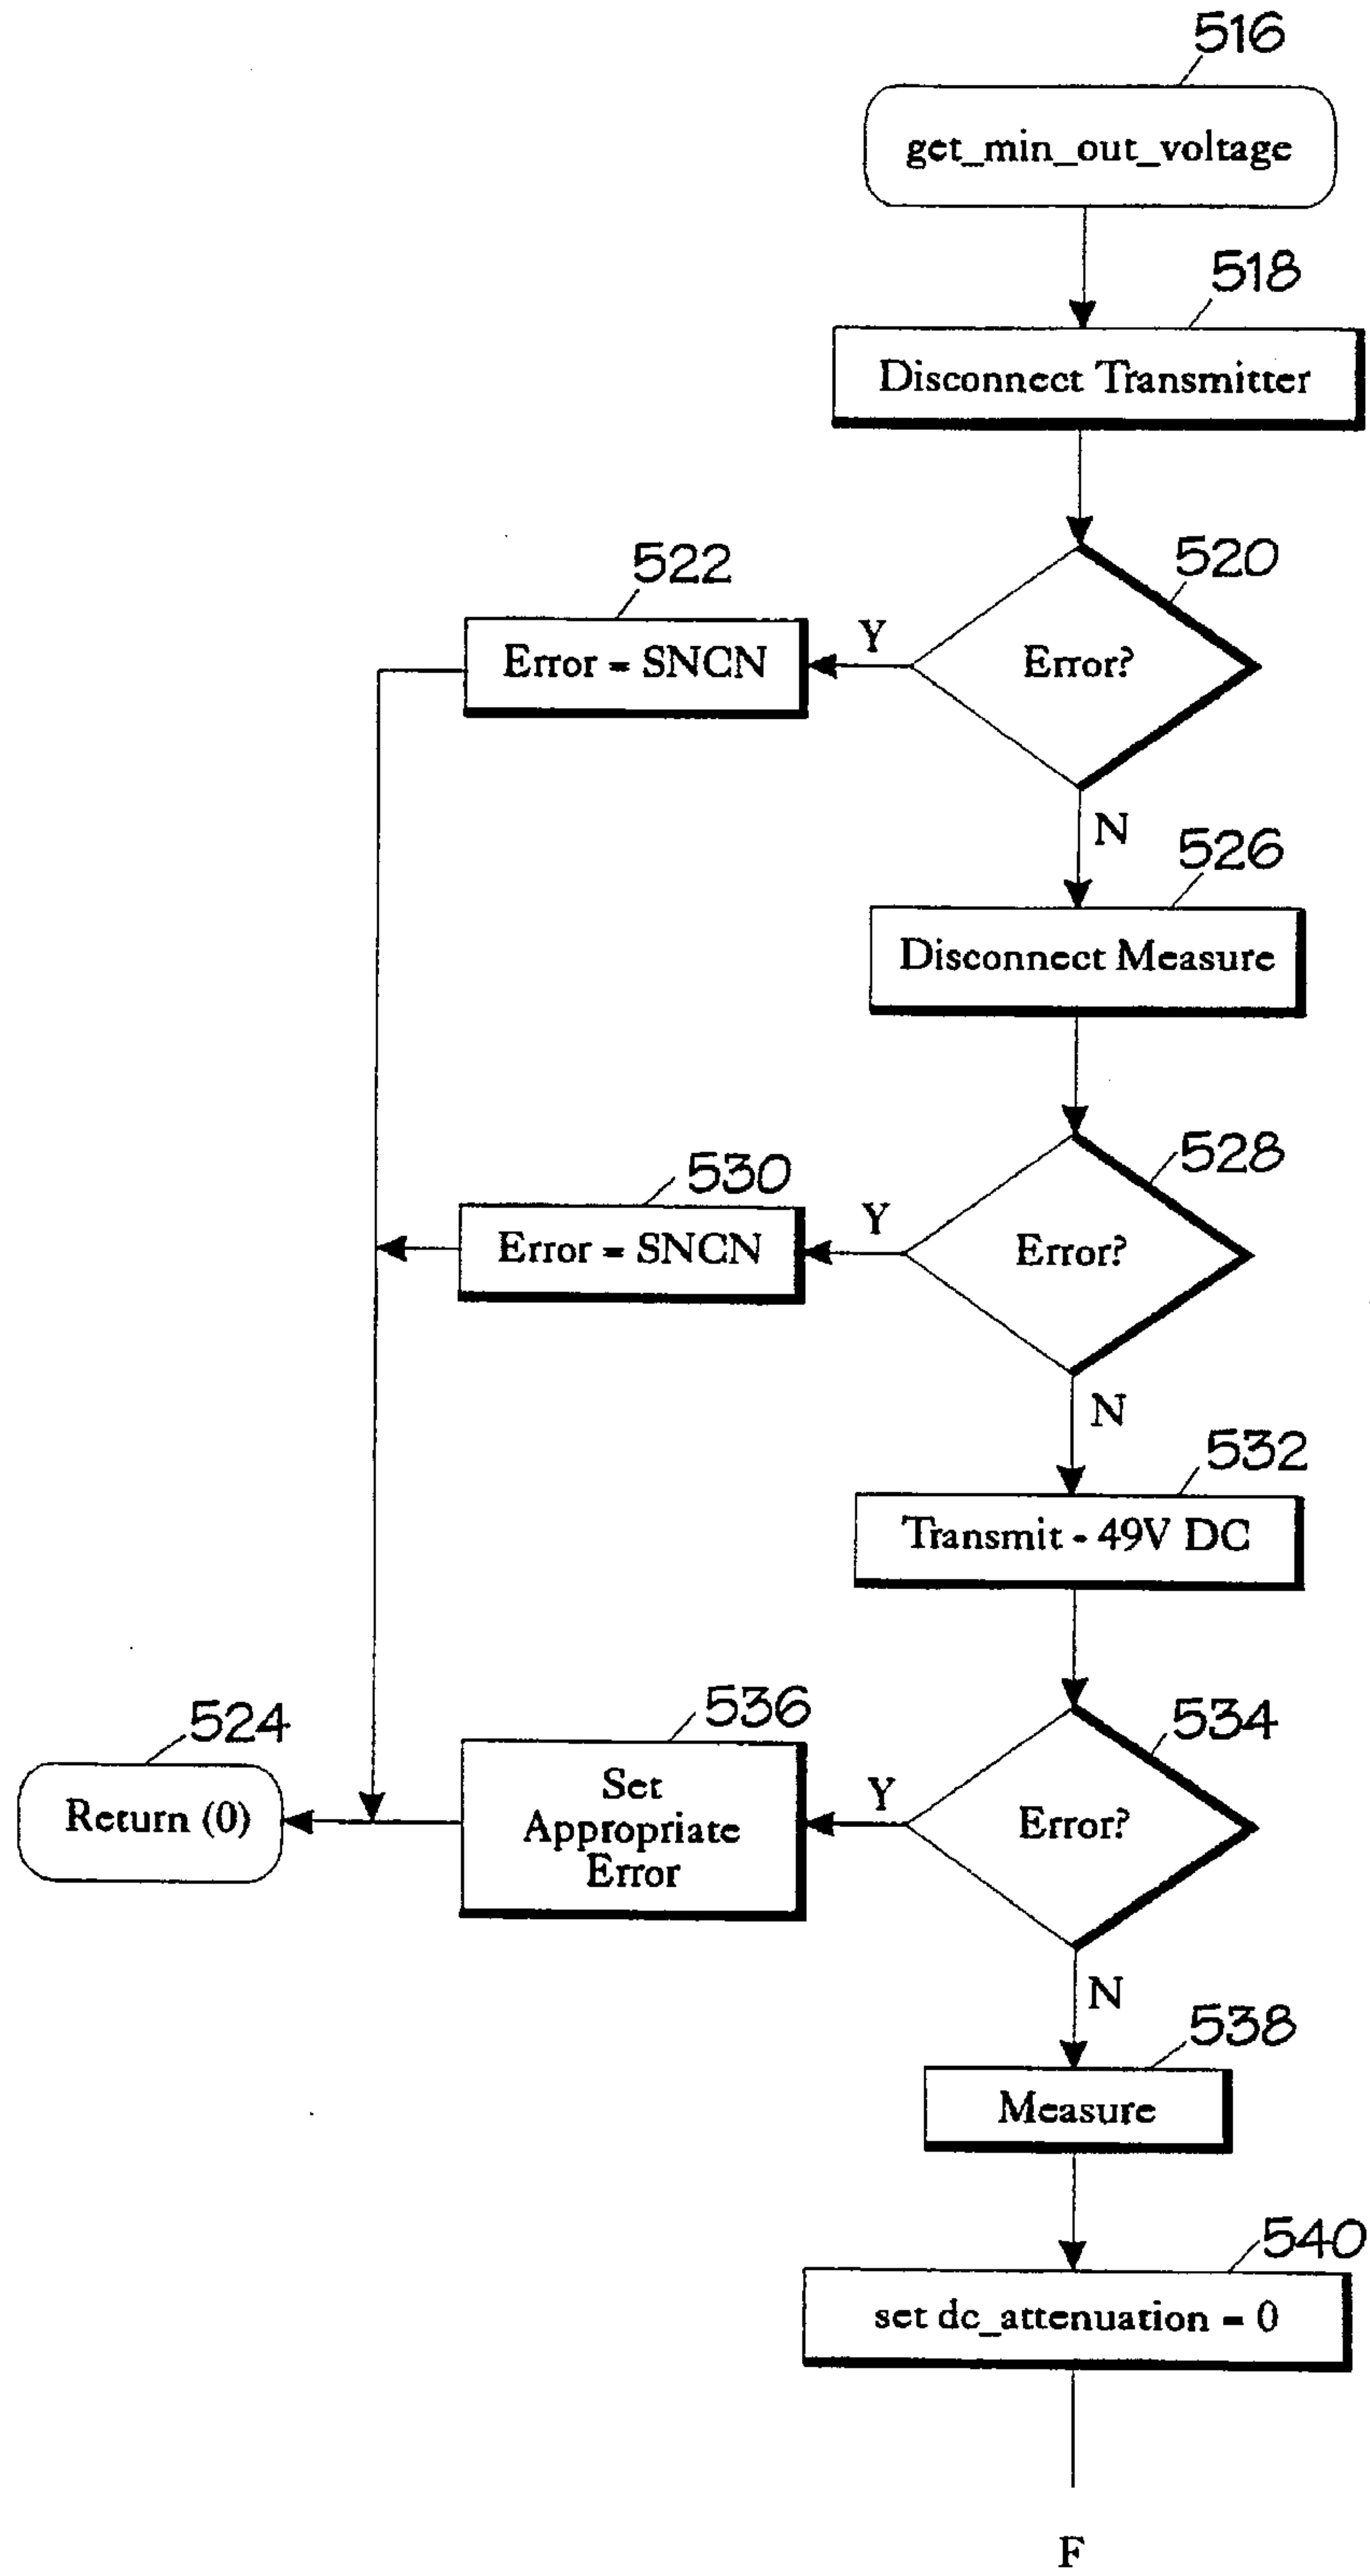 516
get_min_out_voltage
518
Disconnect Transmitter
520
522
Error?
Y
Error = SNCN
N
526
Disconnect Measure
528
530
Error?
Y
Error = SNCN
N
532
Transmit - 49V DC
534
536
524
Error?
Y
Set
Appropriate
Error
Return (0)
N
538
Measure
540
set dc_attenuation = 0
F